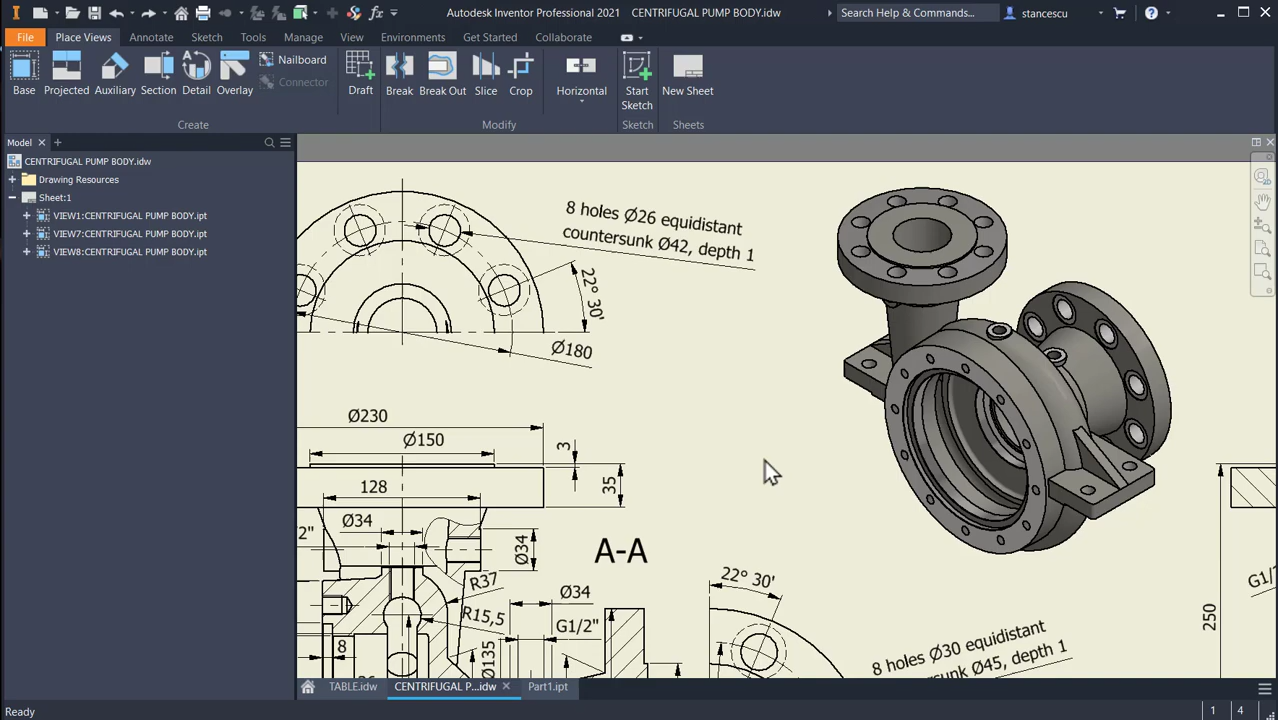 Autodesk Inventor Professional 2021 CENTRIFUGAL PUMP BODY.idw
Search Help & Commands...
stancescu
File Place Views Annotate Sketch Tools Manage View Environments Get Started Collaborate
Base
Projected
Auxiliary
Section
Detail
Overlay
Nailboard
Connector
Draft
Break
Break Out
Slice
Crop
Horizontal
Start
Sketch
New Sheet
Create
Modify
Sketch
Sheets
Model
CENTRIFUGAL PUMP BODY.idw
Drawing Resources
Sheet:1
VIEW1:CENTRIFUGAL PUMP BODY.ipt
VIEW7:CENTRIFUGAL PUMP BODY.ipt
VIEW8:CENTRIFUGAL PUMP BODY.ipt
8 holes Ø26 equidistant
countersunk Ø42, depth 1
22° 30'
Ø180
Ø230
Ø150
3
35
128
Ø34
Ø34
A-A
R37
R15,5
8
Ø135
Ø34
G1/2"
22° 30'
8 holes Ø30 equidistant
countersunk Ø45, depth 1
250
TABLE.idw
CENTRIFUGAL P...idw
Part1.ipt
Ready
1 4